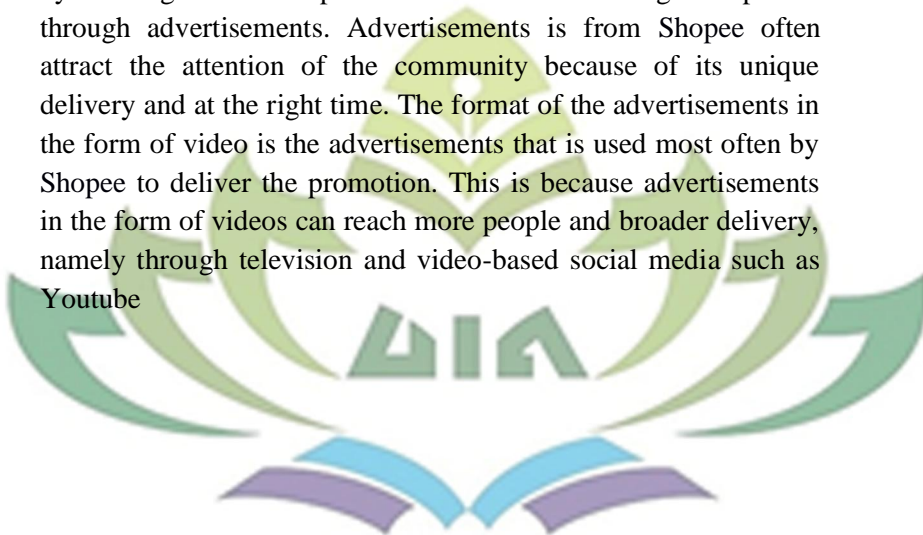 through advertisements. Advertisements is from Shopee often
attract the attention of the community because of its unique
delivery and at the right time. The format of the advertisements in
the form of video is the advertisements that is used most often by
Shopee to deliver the promotion. This is because advertisements
in the form of videos can reach more people and broader delivery,
namely through television and video-based social media such as
Youtube
UIN